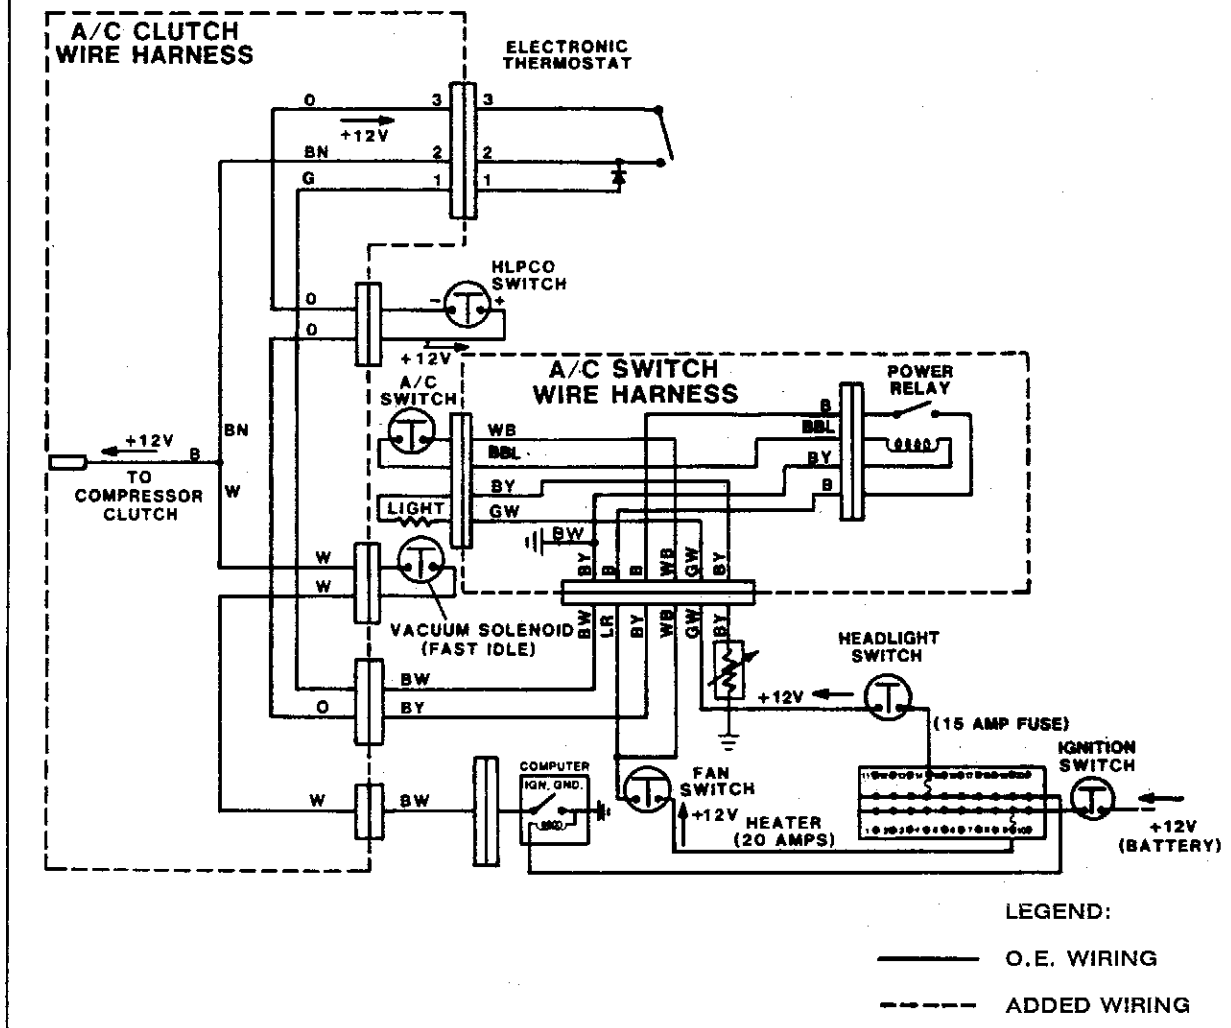 A/C CLUTCH
WIRE HARNESS
ELECTRONIC
THERMOSTAT
O
3
3
+12V
BN
2
2
G
1
1
HLPCO
SWITCH
O
-
+
O
+12V
A/C SWITCH
WIRE HARNESS
POWER
RELAY
A/C
SWITCH
B
WB
BBL
BBL
BN
+12V
B
BY
TO
COMPRESSOR
CLUTCH
W
BY
B
LIGHT
GW
BW
BY
B
B
WB
GW
BY
W
W
VACUUM SOLENOID
(FAST IDLE)
BW
LR
BY
WB
GW
BY
HEADLIGHT
SWITCH
BW
+12V
O
BY
(15 AMP FUSE)
IGNITION
SWITCH
COMPUTER
FAN
SWITCH
IGN.
GND.
W
BW
+12V
HEATER
(20 AMPS)
+12V
(BATTERY)
LEGEND:
O.E. WIRING
ADDED WIRING